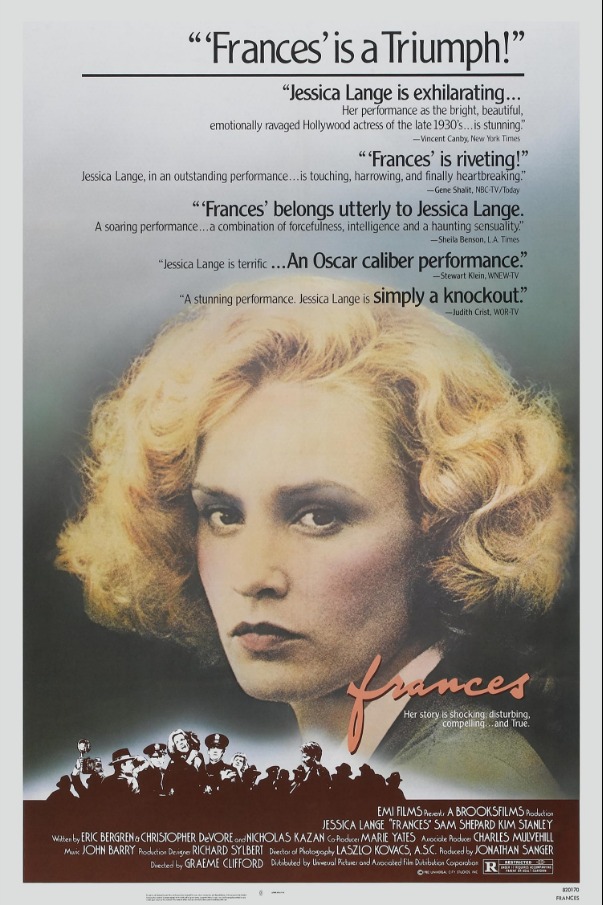 “‘Frances’ is a Triumph!”
“Jessica Lange is exhilarating...
Her performance as the bright, beautiful,
emotionally ravaged Hollywood actress of the late 1930’s...is stunning.”
—Vincent Canby, New York Times
“‘Frances’ is riveting!”
Jessica Lange, in an outstanding performance...is touching, harrowing, and finally heartbreaking.”
—Gene Shalit, NBC-TV/Today
“‘Frances’ belongs utterly to Jessica Lange.
A soaring performance...a combination of forcefulness, intelligence and a haunting sensuality.”
—Sheila Benson, L.A. Times
“Jessica Lange is terrific ...An Oscar caliber performance.”
—Stewart Klein, WNEW-TV
“A stunning performance. Jessica Lange is simply a knockout.”
—Judith Crist, WOR-TV
frances
Her story is shocking, disturbing,
compelling...and True.
EMI FILMS Presents A BROOKSFILMS Production
JESSICA LANGE “FRANCES” SAM SHEPARD KIM STANLEY
Written by ERIC BERGREN & CHRISTOPHER DeVORE and NICHOLAS KAZAN Co-Producer MARIE YATES Associate Producer CHARLES MULVEHILL
Music JOHN BARRY Production Designer RICHARD SYLBERT Director of Photography LASZLO KOVACS, A.S.C. Produced by JONATHAN SANGER
Directed by GRAEME CLIFFORD Distributed by Universal Pictures and Associated Film Distribution Corporation
R RESTRICTED
820170
FRANCES